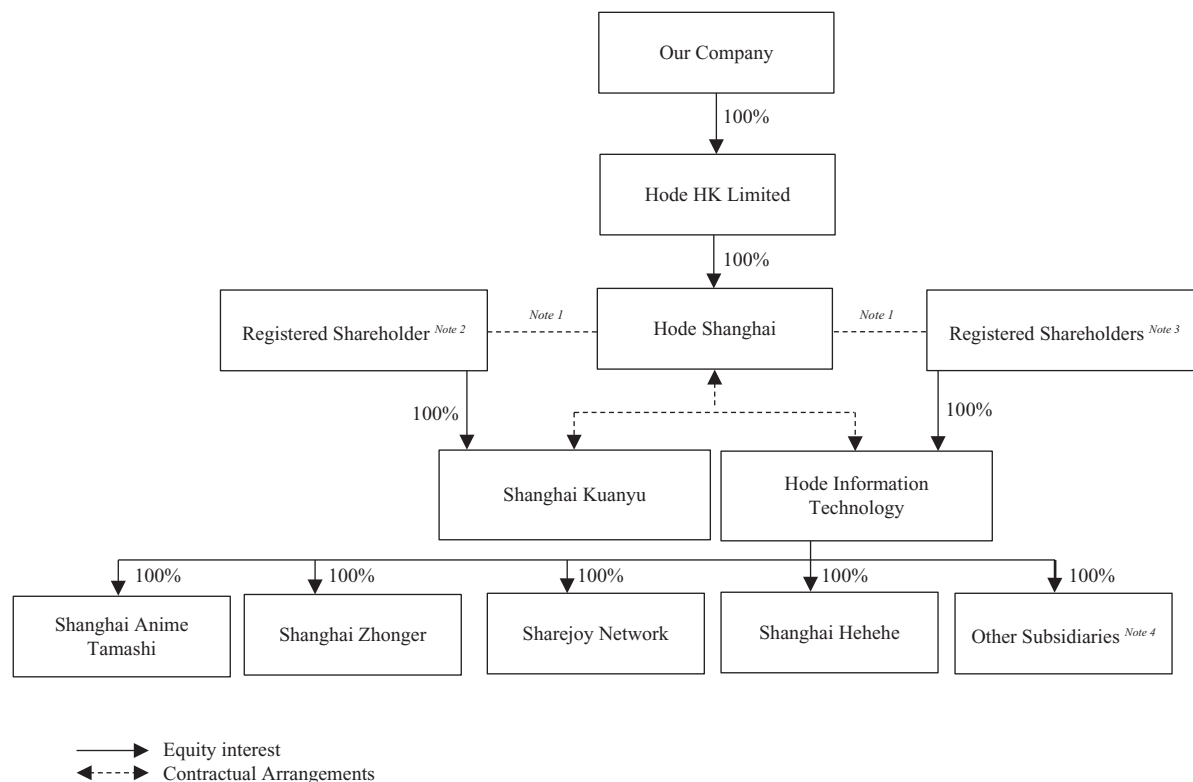 Our Company
100%
Hode HK Limited
100%
Registered Shareholder Note 2
Note 1
Hode Shanghai
Note 1
Registered Shareholders Note 3
100%
100%
Shanghai Kuanyu
Hode Information
Technology
100%
100%
100%
100%
100%
Shanghai Anime
Tamashi
Shanghai Zhonger
Sharejoy Network
Shanghai Hehehe
Other Subsidiaries Note 4
Equity interest
Contractual Arrangements